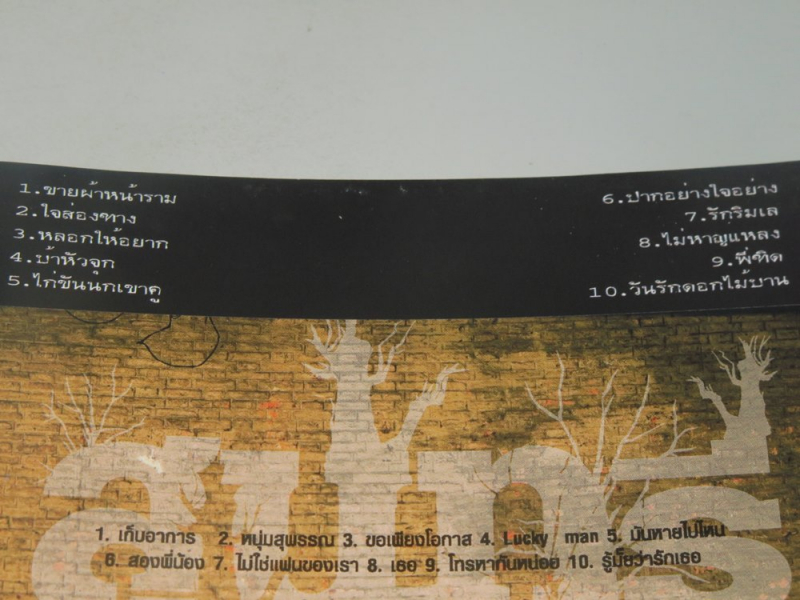 1.ขายผ้าหน้าราม
2.ใจส่องทาง
3.หลอกให้อยาก
4.บ้าหัวจุก
5.ไก่ขันนกเขาคู
6.ปากอย่างใจอย่าง
7.รักริมเล
8.ไม่หาญแหลง
9.พี่ทิด
10.วันรักดอกไม้บาน
1. เก็บอาการ 2. หนุ่มสุพรรณ 3. ขอเพียงโอกาส 4. Lucky man 5. มันหายไปไหน
6. สองพี่น้อง 7. ไม่ใช่แฟนของเรา 8. เธอ 9. โทรหากันหน่อย 10. รู้มั๊ยว่ารักเธอ